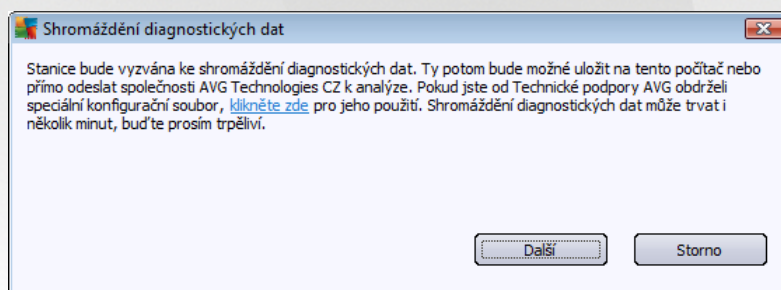 Shromáždění diagnostických dat
Stanice bude vyzvána ke shromáždění diagnostických dat. Ty potom bude možné uložit na tento počítač nebo
přímo odeslat společnosti AVG Technologies CZ k analýze. Pokud jste od Technické podpory AVG obdrželi
speciální konfigurační soubor, klikněte zde pro jeho použití. Shromáždění diagnostických dat může trvat i
několik minut, buďte prosím trpěliví.
Další
Storno